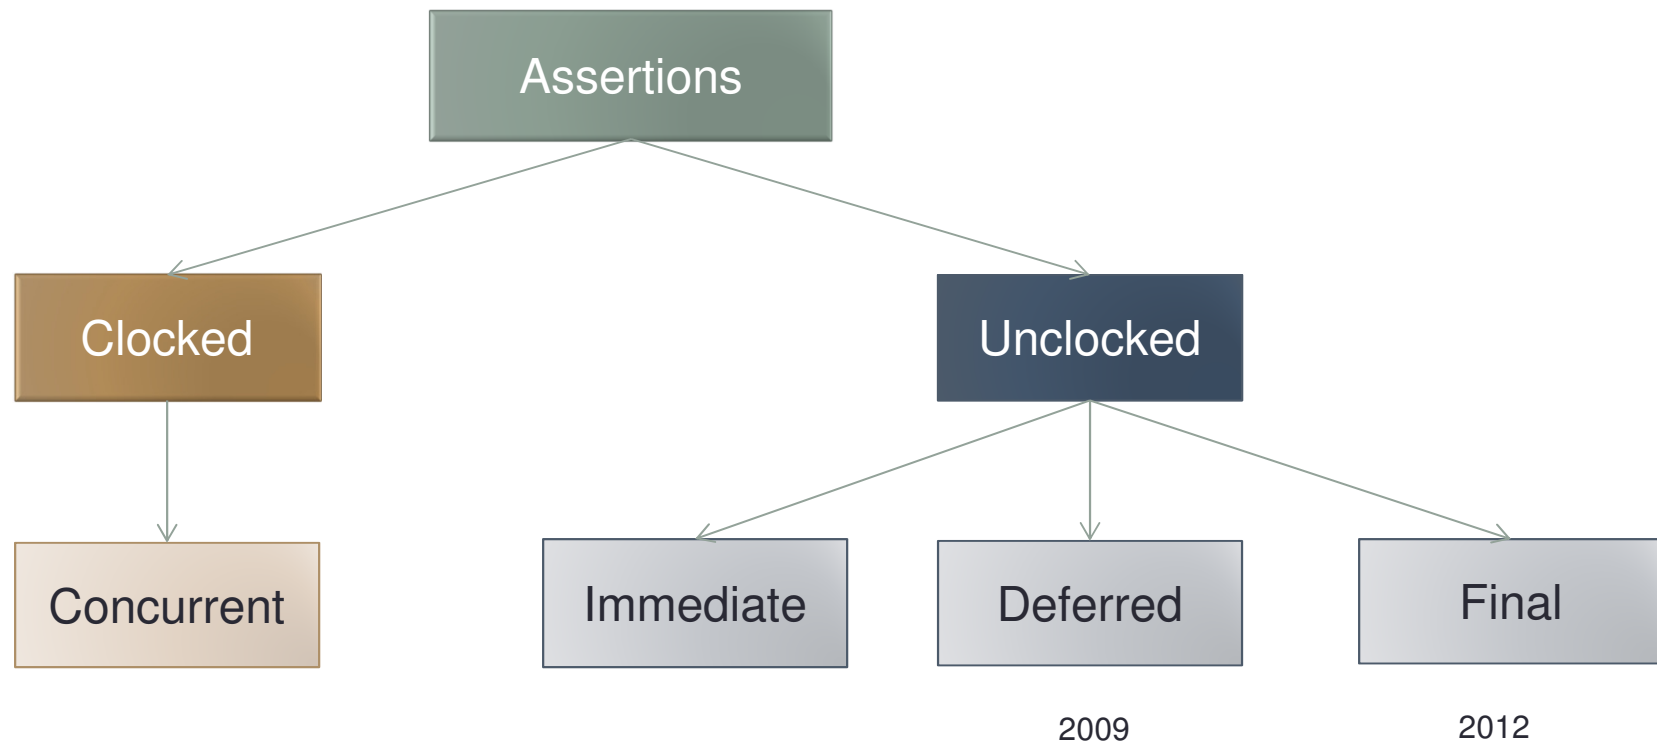 Assertions
Clocked
Unclocked
Concurrent
Immediate
Deferred
Final
2009
2012